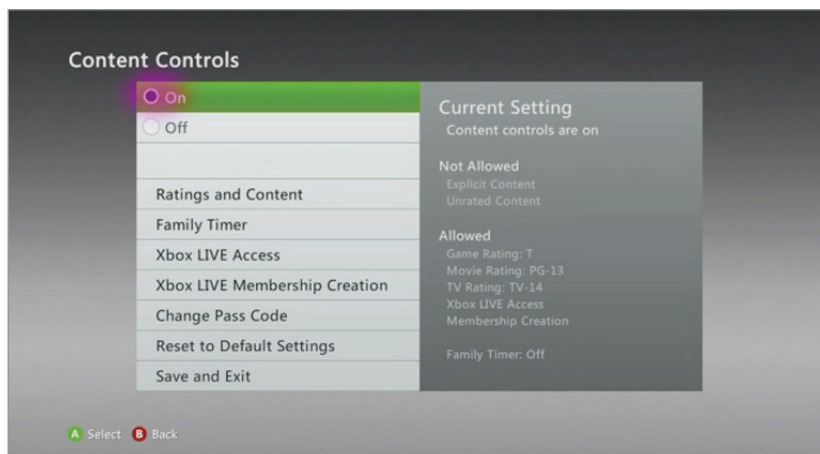 Content Controls
On
Off
Ratings and Content
Family Timer
Xbox LIVE Access
Xbox LIVE Membership Creation
Change Pass Code
Reset to Default Settings
Save and Exit
Current Setting
Content controls are on
Not Allowed
Explicit Content
Unrated Content
Allowed
Game Rating: T
Movie Rating: PG-13
TV Rating: TV-14
Xbox LIVE Access
Membership Creation
Family Timer: Off
A Select B Back